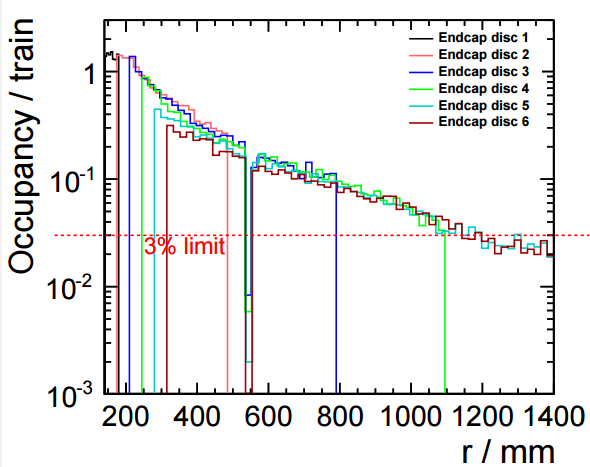 Occupancy / train
Endcap disc 1
Endcap disc 2
Endcap disc 3
Endcap disc 4
Endcap disc 5
Endcap disc 6
1
10^-1
3% limit
10^-2
10^-3
200 400 600 800 1000 1200 1400
r / mm